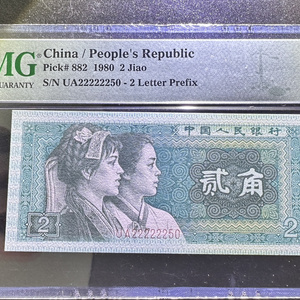 MG
GUARANTY
China / People's Republic
Pick# 882 1980 2 Jiao
S/N UA22222250 - 2 Letter Prefix
中国人民银行
贰角
2
UA22222250
2